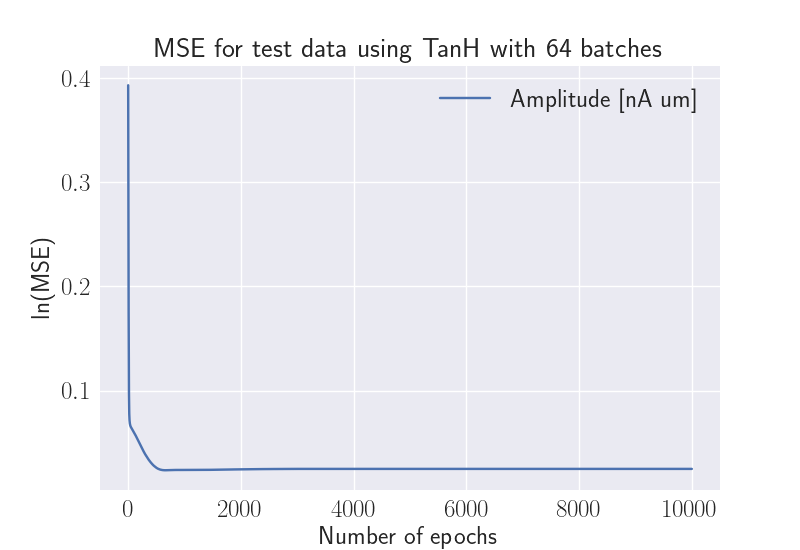 MSE for test data using TanH with 64 batches
Amplitude [nA um]
0.4
0.3
0.2
0.1
ln(MSE)
0 2000 4000 6000 8000 10000
Number of epochs